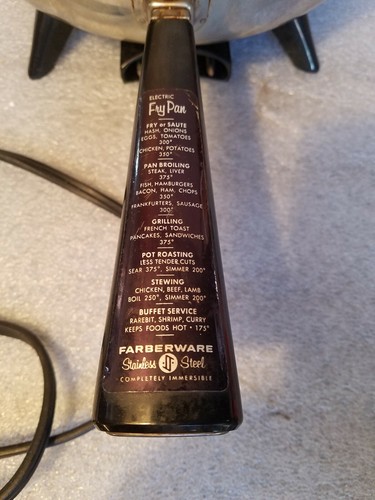 ELECTRIC
Fry Pan
FRY or SAUTE
HASH, ONIONS
EGGS, TOMATOES
300°
CHICKEN, POTATOES
350°
PAN BROILING
STEAK, LIVER
375°
FISH, HAMBURGERS
BACON, HAM, CHOPS
350°
FRANKFURTERS, SAUSAGE
300°
GRILLING
FRENCH TOAST
PANCAKES, SANDWICHES
375°
POT ROASTING
LESS TENDER CUTS
SEAR 375°, SIMMER 200°
STEWING
CHICKEN, BEEF, LAMB
BOIL 250°, SIMMER 200°
BUFFET SERVICE
RAREBIT, SHRIMP, CURRY
KEEPS FOODS HOT • 175°
FARBERWARE
Stainless Steel
COMPLETELY IMMERSIBLE